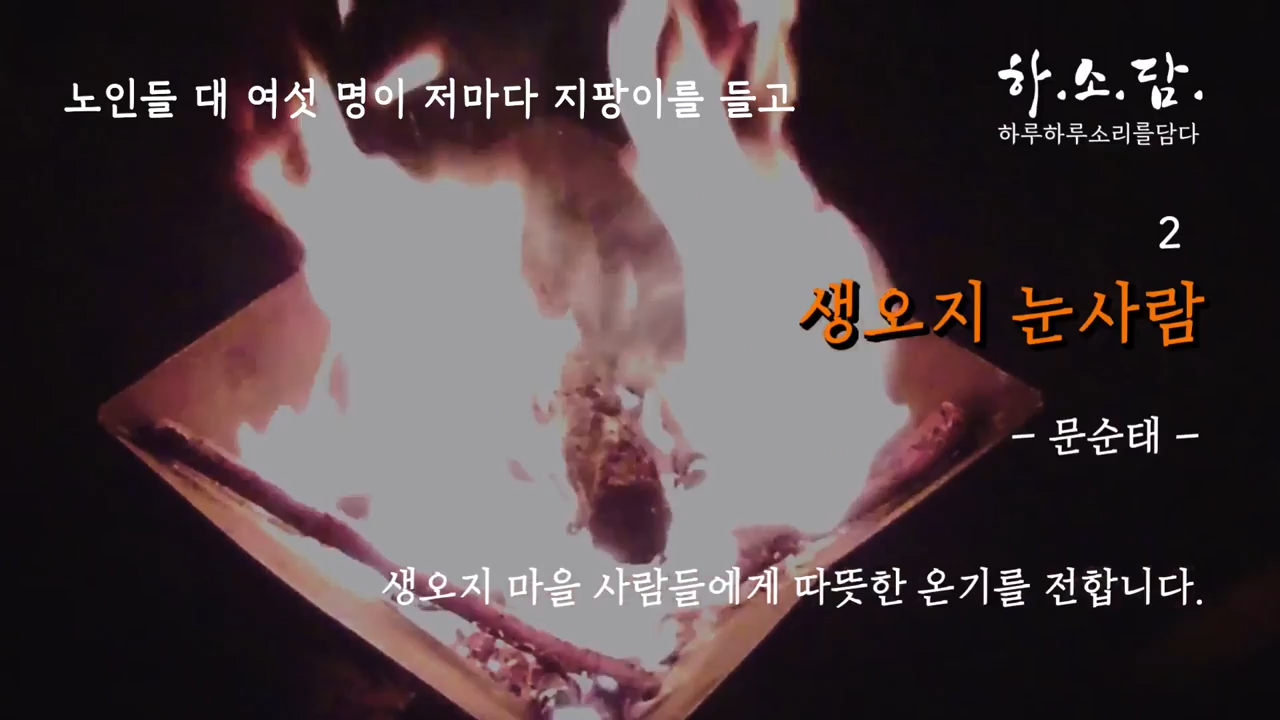 노인들 대 여섯 명이 저마다 지팡이를 들고
하.소.담.
하루하루소리를담다
2
생오지 눈사람
– 문순태 –
생오지 마을 사람들에게 따뜻한 온기를 전합니다.